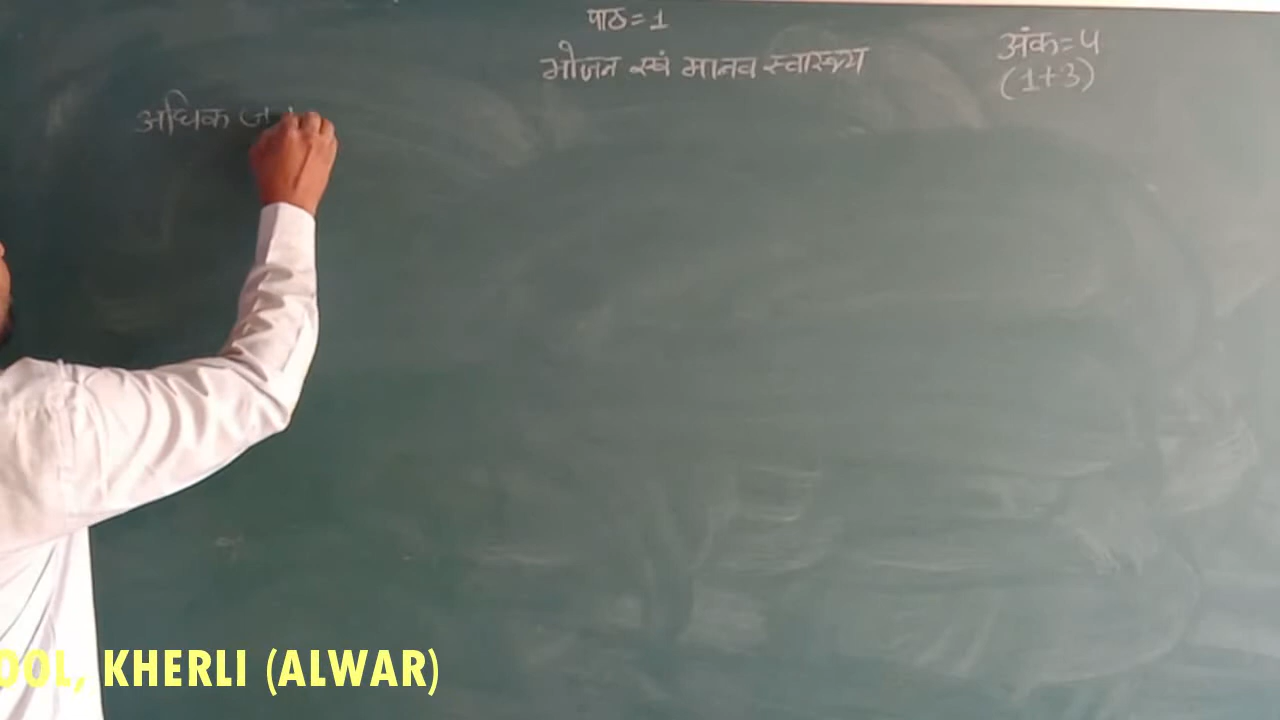 पाठ = 1
भोजन एवं मानव स्वास्थ्य
अंक = 4
(1+3)
अधिक
OOL, KHERLI (ALWAR)